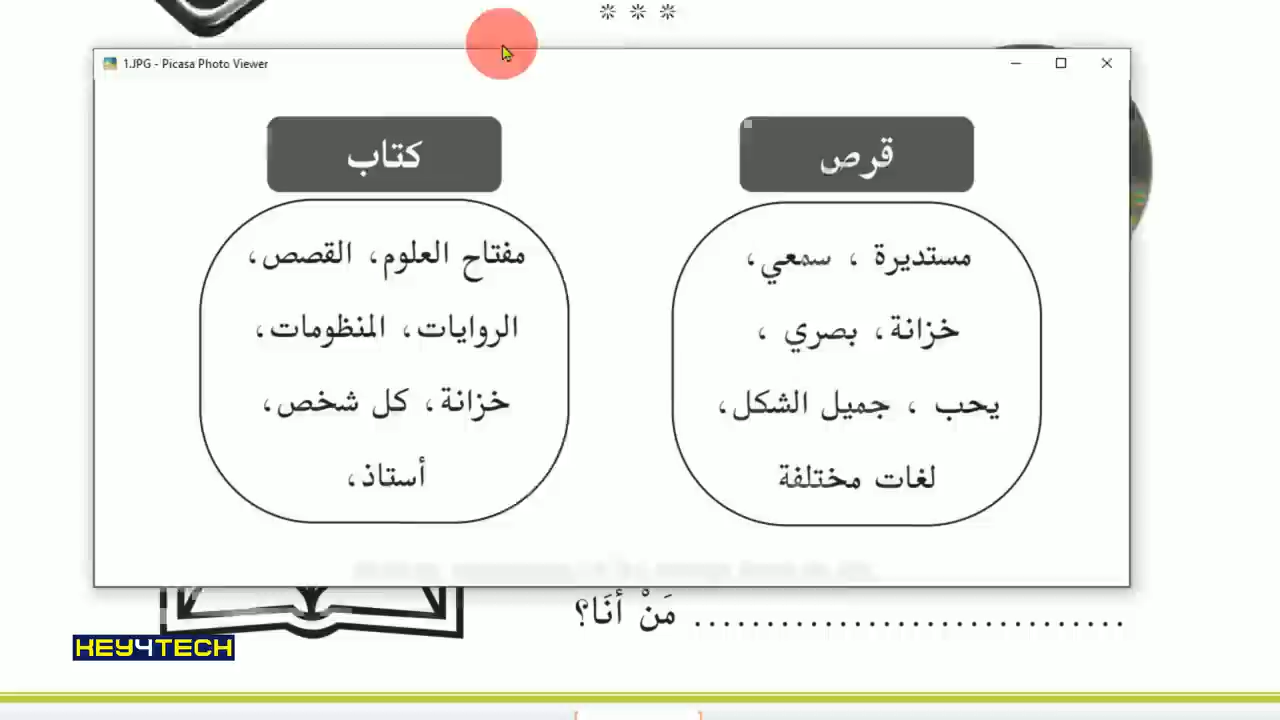 * * *
1.JPG - Picasa Photo Viewer
قرص
مستديرة ، سمعي،
خزانة، بصري ،
يحب ، جميل الشكل،
لغات مختلفة
كتاب
مفتاح العلوم، القصص،
الروايات، المنظومات،
خزانة، كل شخص،
أستاذ،
مَنْ أنَا؟ ..............................
KEY4TECH